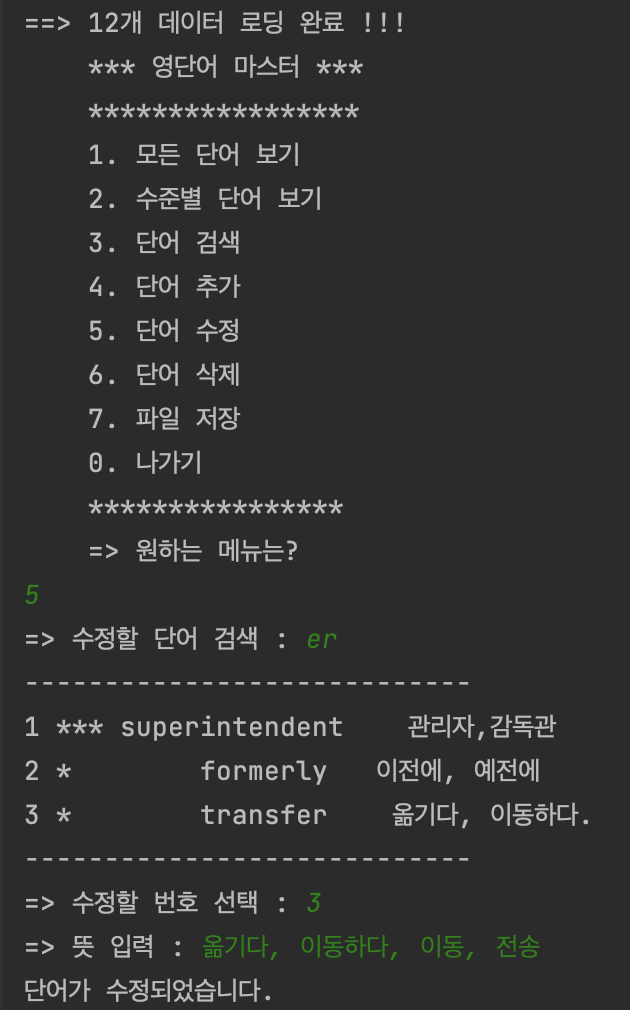 ==> 12개 데이터 로딩 완료 !!!
*** 영단어 마스터 ***
*****************
1. 모든 단어 보기
2. 수준별 단어 보기
3. 단어 검색
4. 단어 추가
5. 단어 수정
6. 단어 삭제
7. 파일 저장
0. 나가기
****************
=> 원하는 메뉴는?
5
=> 수정할 단어 검색 : er
----------------------------
1 *** superintendent 관리자,감독관
2 * formerly 이전에, 예전에
3 * transfer 옮기다, 이동하다.
----------------------------
=> 수정할 번호 선택 : 3
=> 뜻 입력 : 옮기다, 이동하다, 이동, 전송
단어가 수정되었습니다.